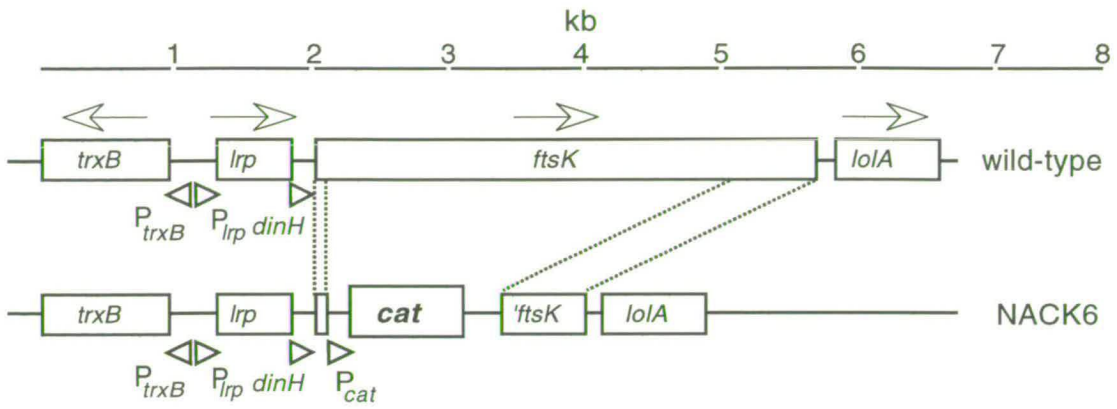 kb
1 2 3 4 5 6 7 8
trxB lrp ftsK lolA wild-type
PtrxB Plrp dinH
trxB lrp cat 'ftsK lolA NACK6
PtrxB Plrp dinH Pcat